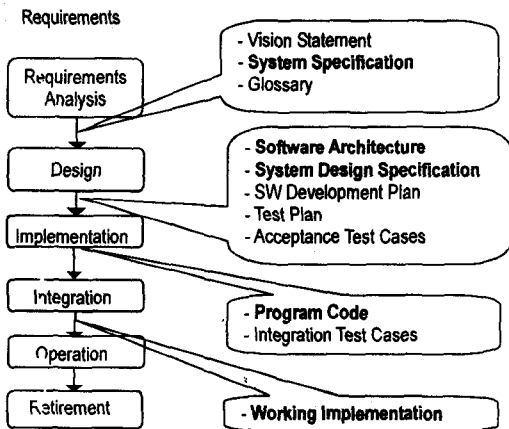 Requirements
Requirements
Analysis
Design
Implementation
Integration
Operation
Retirement
- Vision Statement
- System Specification
- Glossary
- Software Architecture
- System Design Specification
- SW Development Plan
- Test Plan
- Acceptance Test Cases
- Program Code
- Integration Test Cases
- Working Implementation